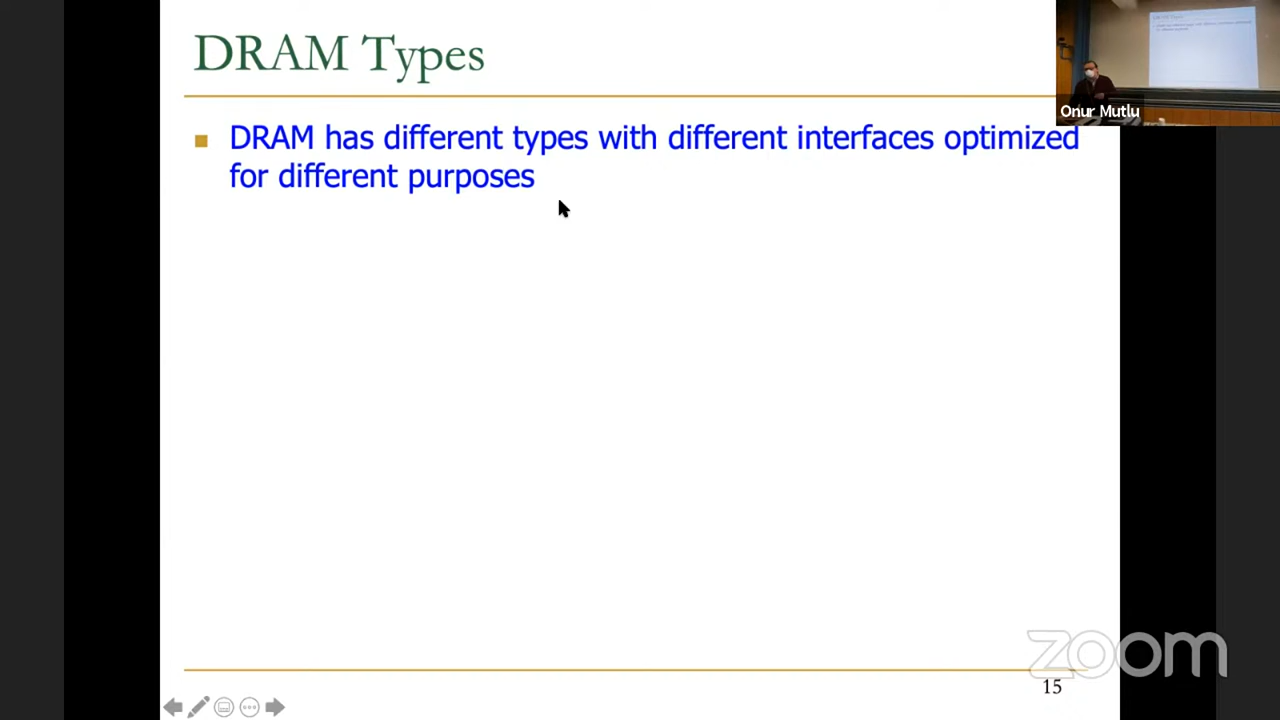 DRAM Types
DRAM has different types with different interfaces optimized
for different purposes
Onur Mutlu
zoom
15